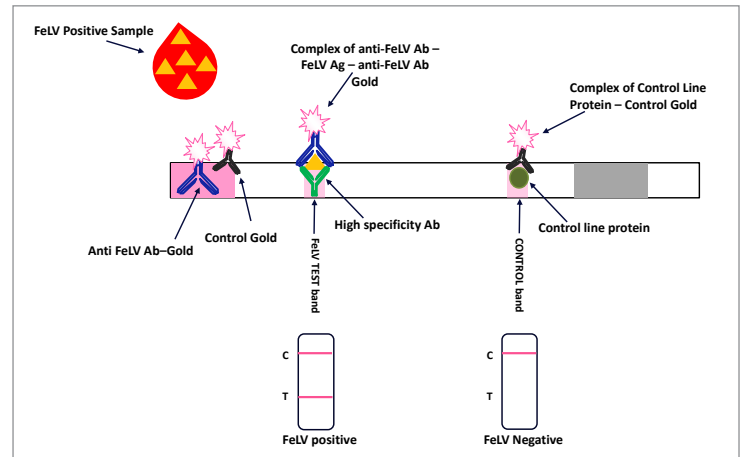 FeLV Positive Sample
Complex of anti-FeLV Ab –
FeLV Ag – anti-FeLV Ab
Gold
Complex of Control Line
Protein – Control Gold
Anti FeLV Ab–Gold
Control Gold
High specificity Ab
Control line protein
FeLV TEST band
CONTROL band
C
T
FeLV positive
C
T
FeLV Negative